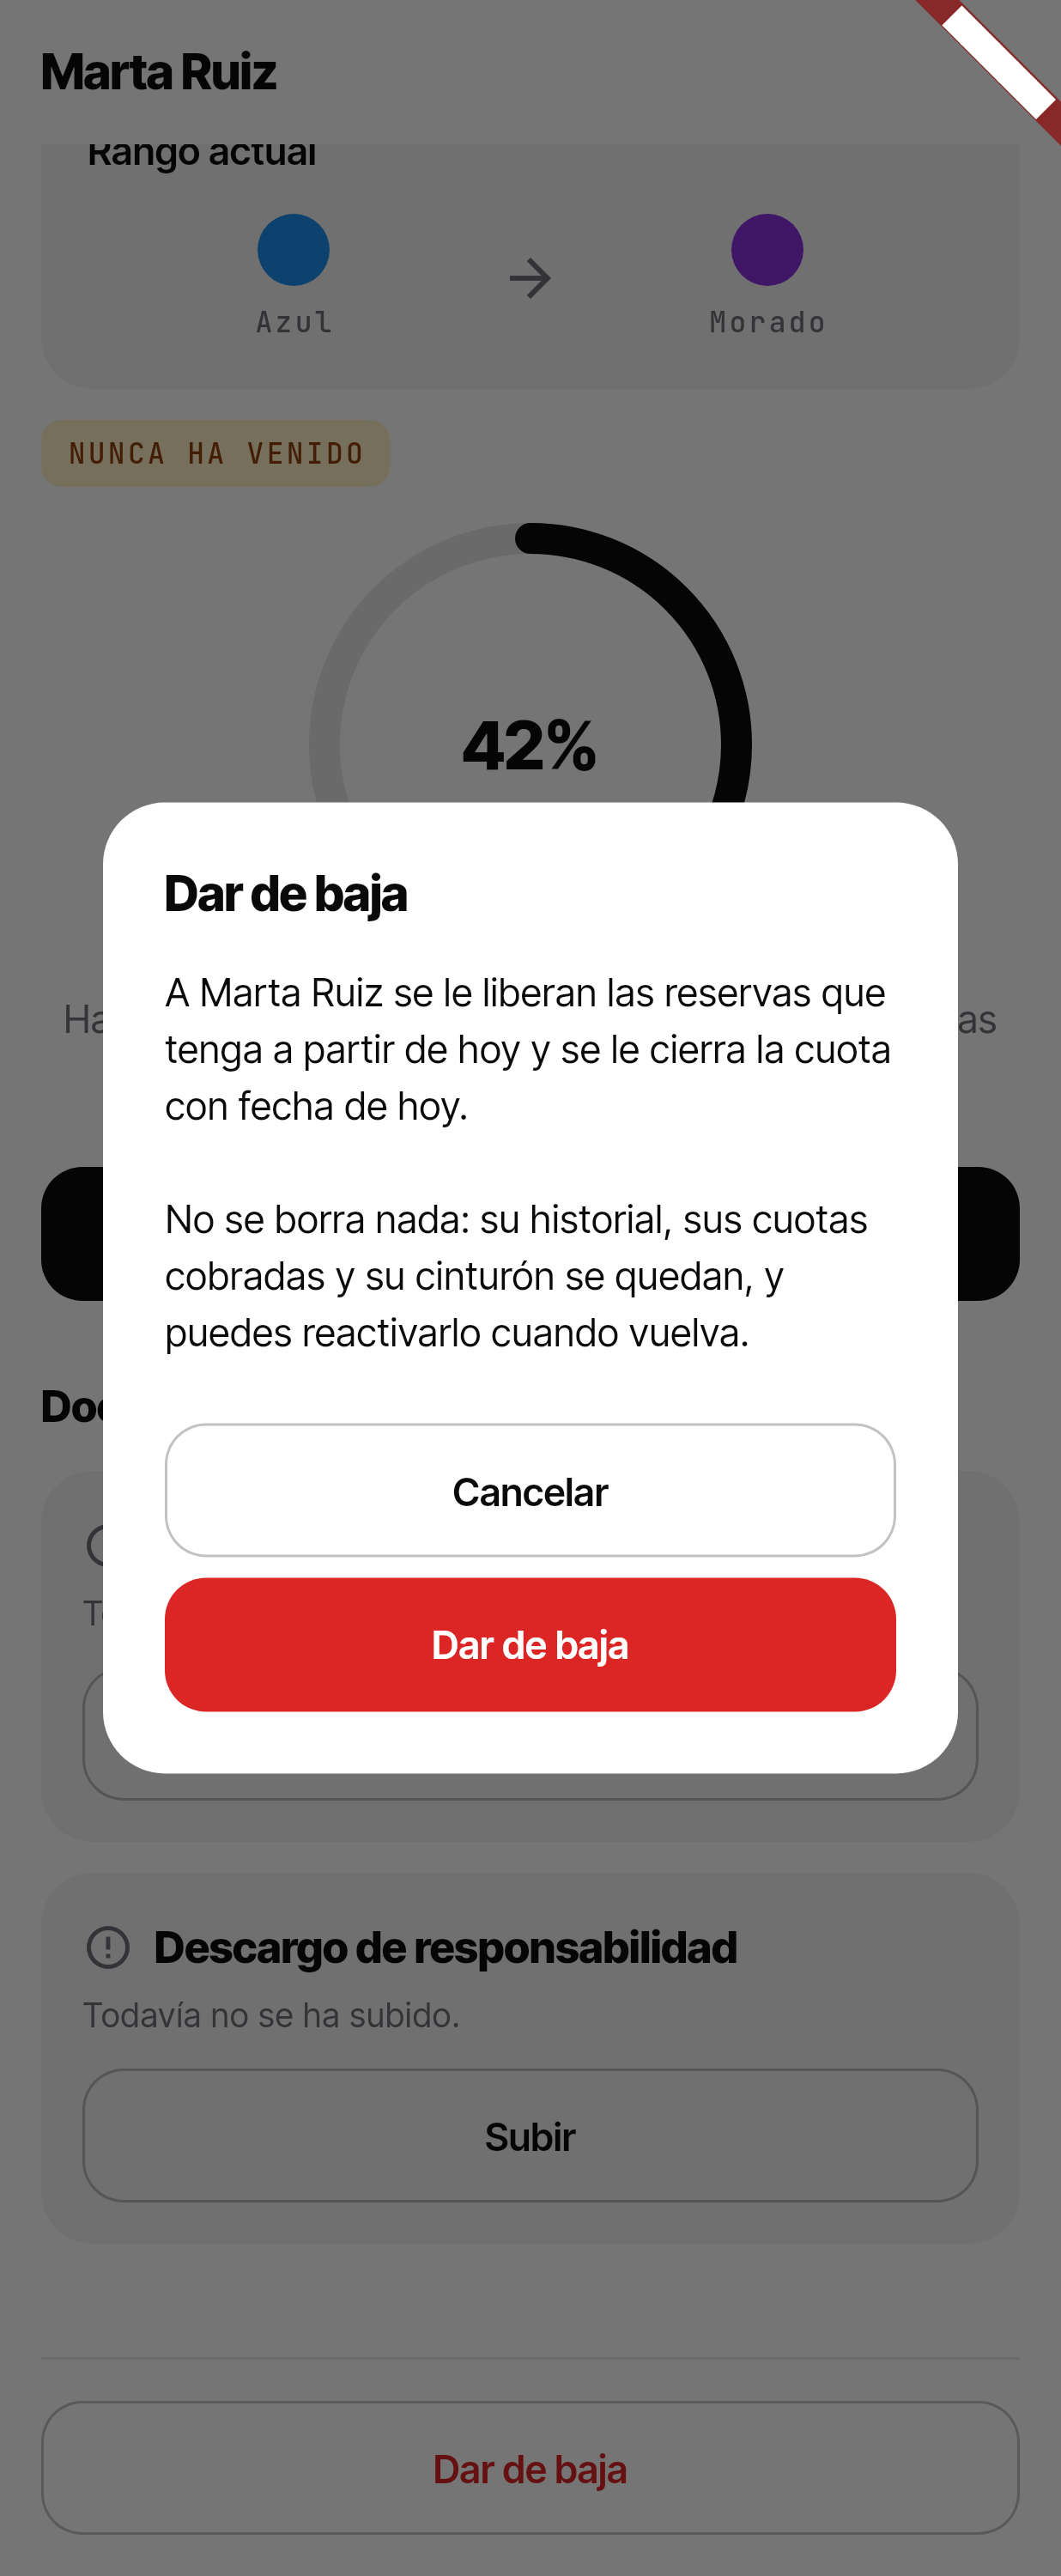 Marta Ruiz
Rango actual
Azul
Morado
NUNCA HA VENIDO
42%
Dar de baja
A Marta Ruiz se le liberan las reservas que
tenga a partir de hoy y se le cierra la cuota
con fecha de hoy.
No se borra nada: su historial, sus cuotas
cobradas y su cinturón se quedan, y
puedes reactivarlo cuando vuelva.
Cancelar
Dar de baja
Descargo de responsabilidad
Todavía no se ha subido.
Subir
Dar de baja